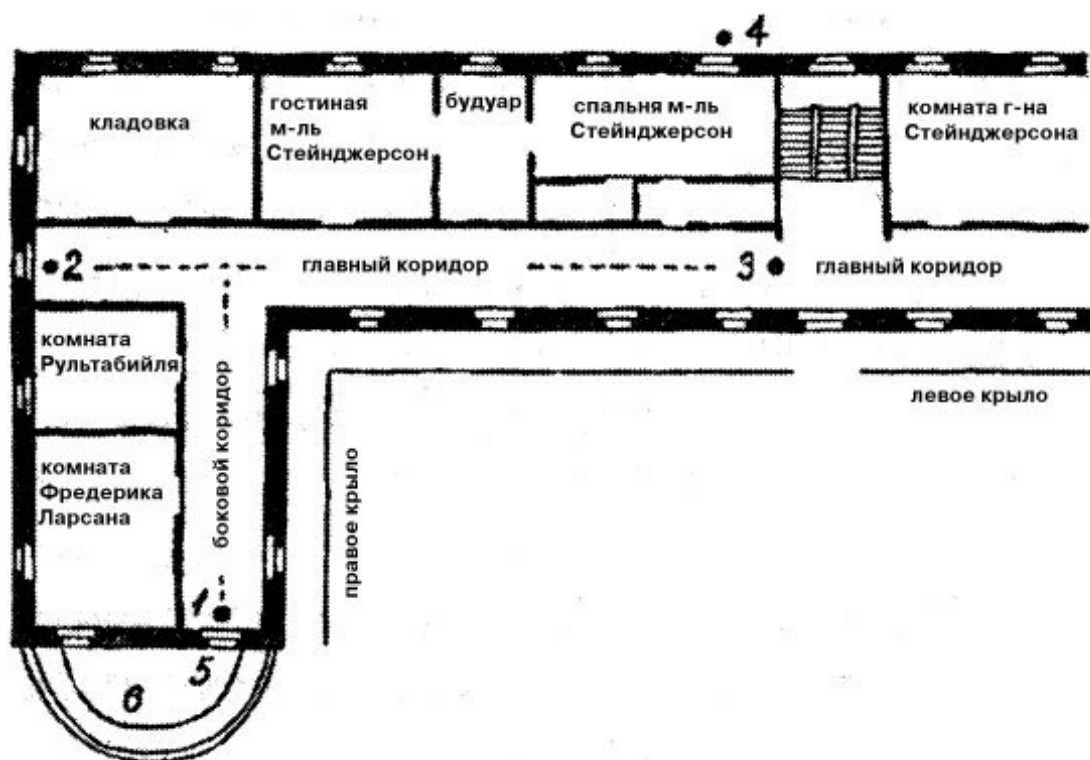 4
кладовка
гостиная
м-ль
Стейнджерсон
будуар
спальня м-ль
Стейнджерсон
комната г-на
Стейнджерсона
2
главный коридор
3
главный коридор
комната
Рультабийля
боковой коридор
правое крыло
левое крыло
комната
Фредерика
Ларсана
1
5
6